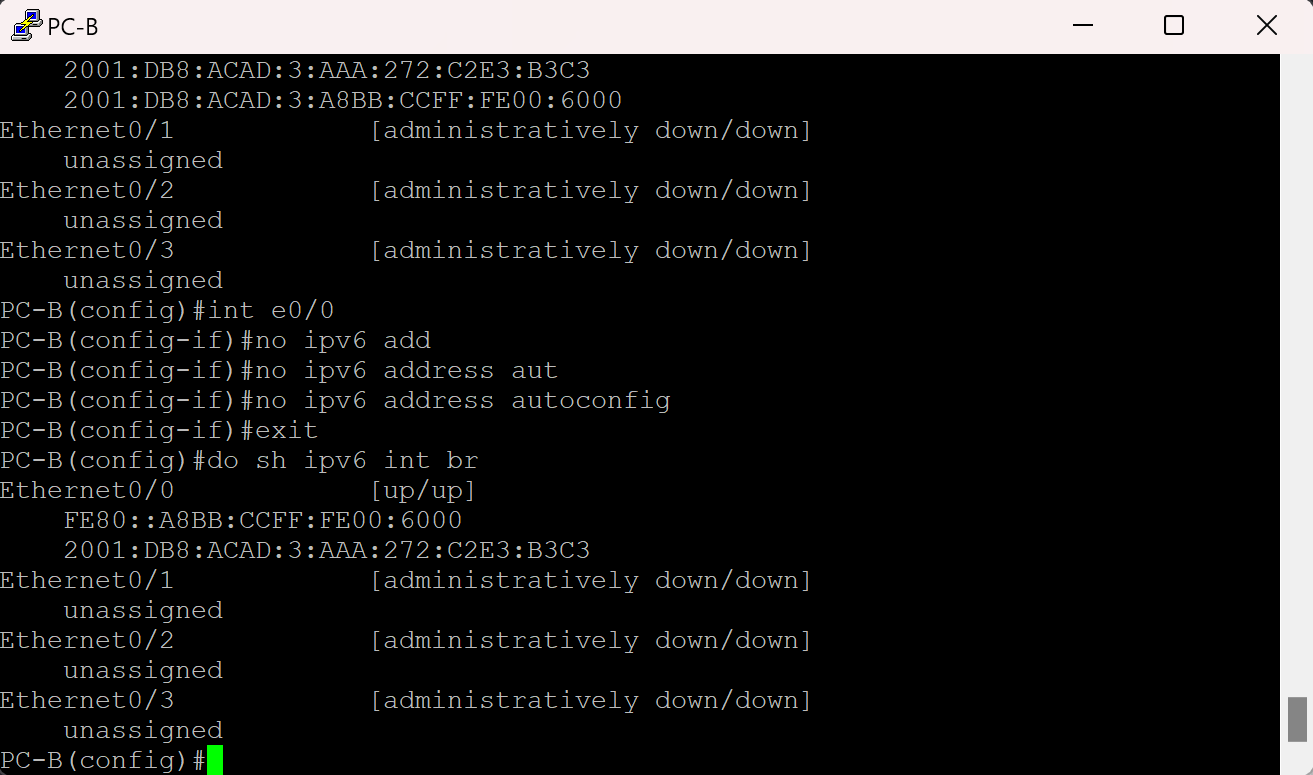 PC-B
2001:DB8:ACAD:3:AAA:272:C2E3:B3C3
2001:DB8:ACAD:3:A8BB:CCFF:FE00:6000
Ethernet0/1 [administratively down/down]
unassigned
Ethernet0/2 [administratively down/down]
unassigned
Ethernet0/3 [administratively down/down]
unassigned
PC-B(config)#int e0/0
PC-B(config-if)#no ipv6 add
PC-B(config-if)#no ipv6 address aut
PC-B(config-if)#no ipv6 address autoconfig
PC-B(config-if)#exit
PC-B(config)#do sh ipv6 int br
Ethernet0/0 [up/up]
FE80::A8BB:CCFF:FE00:6000
2001:DB8:ACAD:3:AAA:272:C2E3:B3C3
Ethernet0/1 [administratively down/down]
unassigned
Ethernet0/2 [administratively down/down]
unassigned
Ethernet0/3 [administratively down/down]
unassigned
PC-B(config)#